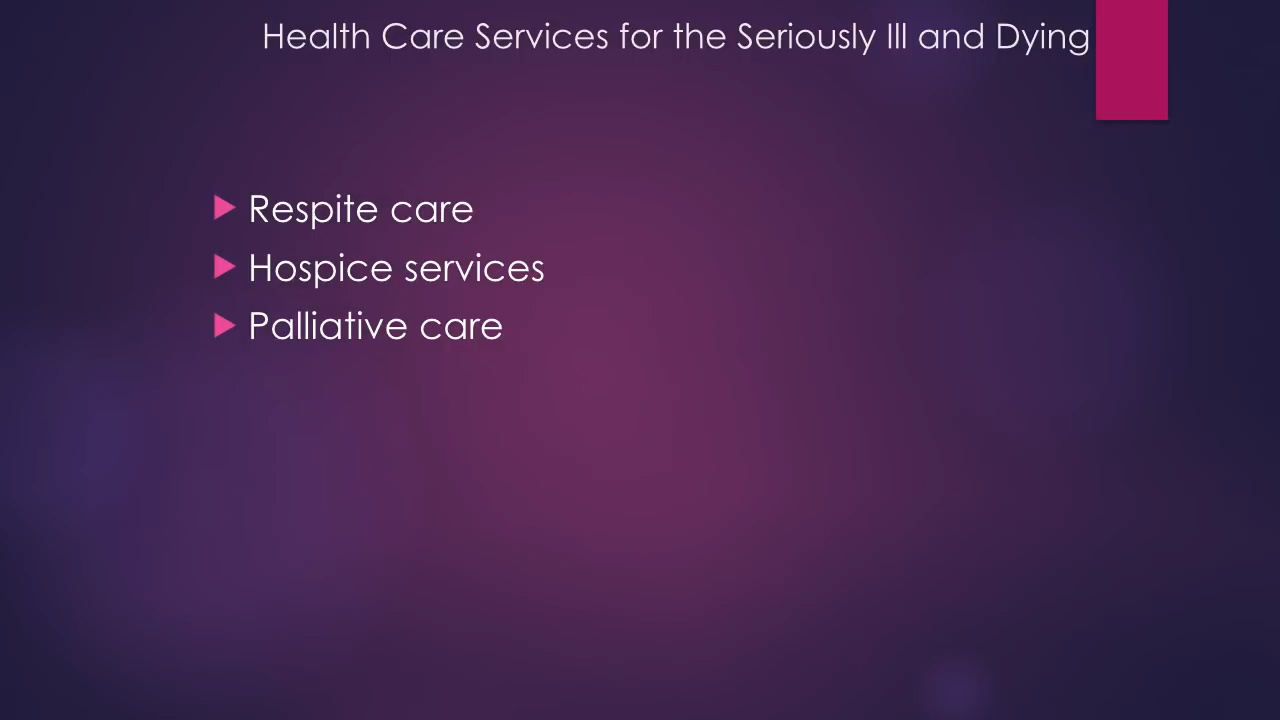 Health Care Services for the Seriously Ill and Dying
Respite care
Hospice services
Palliative care